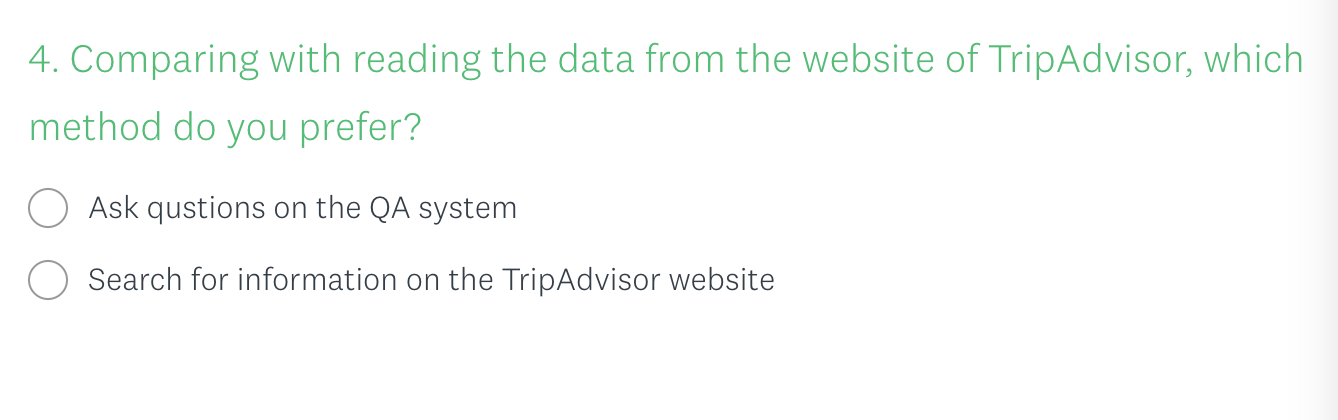 4. Comparing with reading the data from the website of TripAdvisor, which
method do you prefer?
Ask qustions on the QA system
Search for information on the TripAdvisor website